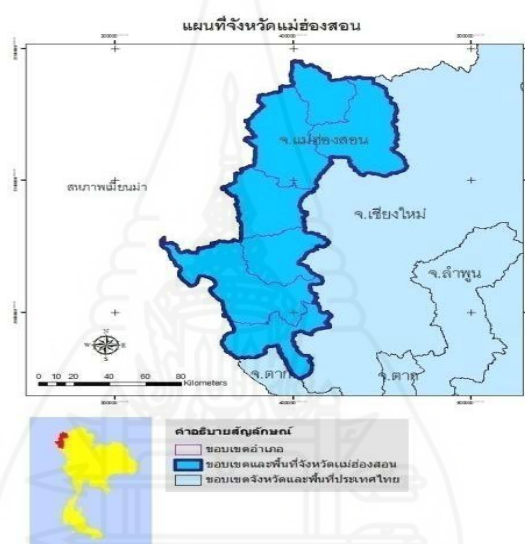 แผนที่จังหวัดแม่ฮ่องสอน
จ.แม่ฮ่องสอน
สหภาพเมียนม่า
จ.เชียงใหม่
จ.ลำพูน
จ.ตาก
จ.ตาก
N
W E
S
0 10 20 40 60 80
Kilometers
คำอธิบายสัญลักษณ์
ขอบเขตอำเภอ
ขอบเขตและพื้นที่จังหวัดแม่ฮ่องสอน
ขอบเขตจังหวัดและพื้นที่ประเทศไทย